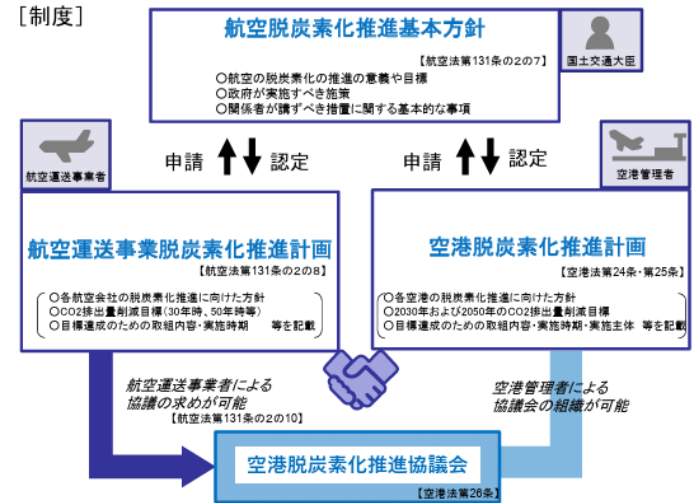 [制度]
航空脱炭素化推進基本方針
【航空法第131条の2の7】
国土交通大臣
○航空の脱炭素化の推進の意義や目標
○政府が実施すべき施策
○関係者が講ずべき措置に関する基本的な事項
申請 認定
申請 認定
航空運送事業者
空港管理者
航空運送事業脱炭素化推進計画
【航空法第131条の2の8】
○各航空会社の脱炭素化推進に向けた方針
○CO2排出量削減目標(30年時、50年時等)
○目標達成のための取組内容・実施時期 等を記載
空港脱炭素化推進計画
【空港法第24条・第25条】
○各空港の脱炭素化推進に向けた方針
○2030年および2050年のCO2排出量削減目標
○目標達成のための取組内容・実施時期・実施主体 等を記載
航空運送事業者による
協議の求めが可能
【航空法第131条の2の10】
空港管理者による
協議会の組織が可能
空港脱炭素化推進協議会
【空港法第26条】